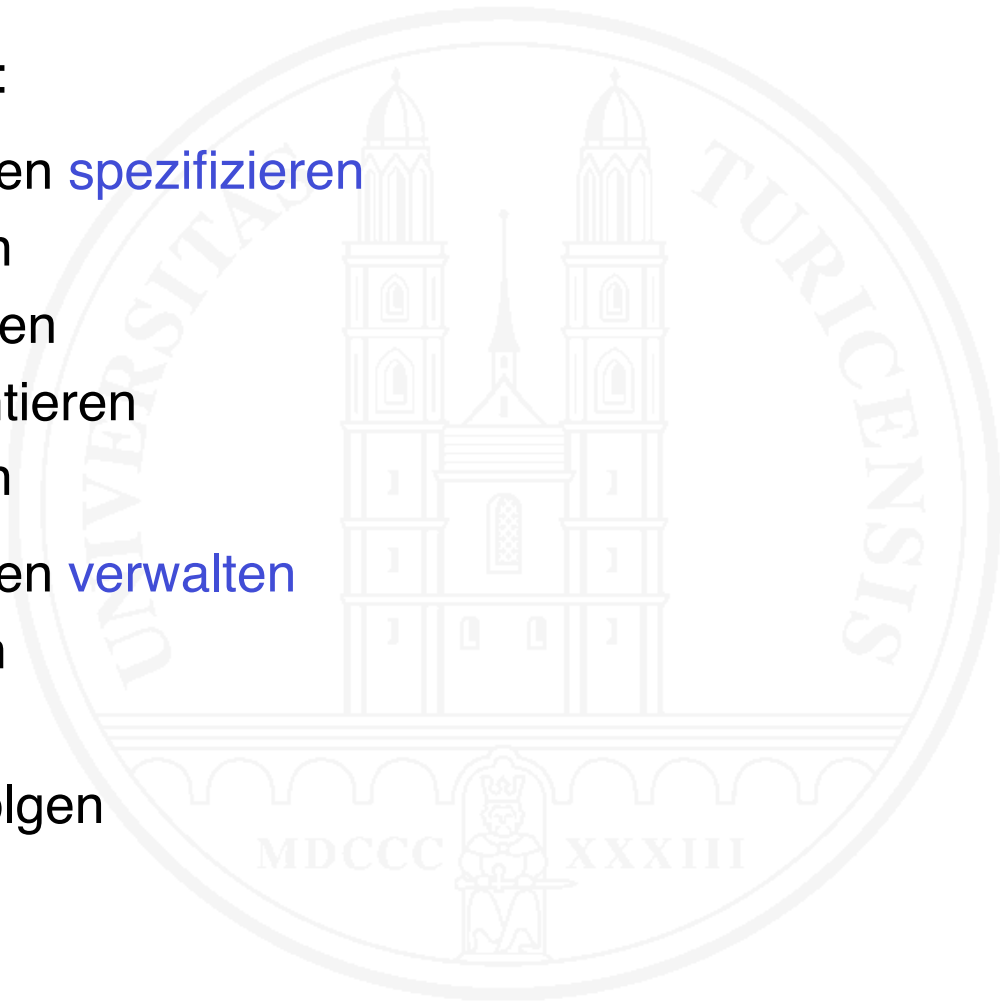 :
en spezifizieren
n
en
tieren
n
en verwalten
n
olgen
UNIVERSITAS TURICENSIS
MDCCC XXXIII